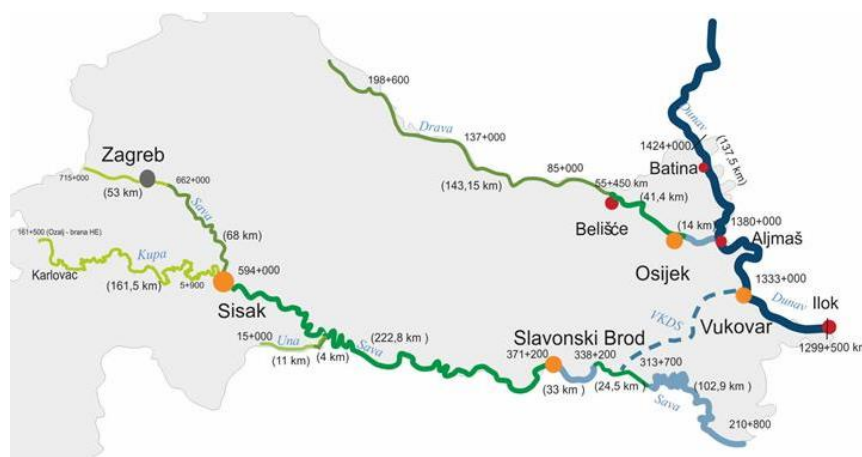 198+600
Drava
137+000
(143,15 km)
85+000
55+450 km
(41,4 km)
Belišće
Dunav
1424+000
(137,5 km)
Batina
(14 km)
1380+000
Aljmaš
Osijek
1333+000
Dunav
Ilok
Vukovar
1299+500 km
VKDS
Zagreb
715+000
(53 km)
662+000
Sava
(68 km)
161+500 (Ozalj - brana HE)
Karlovac
Kupa
(161,5 km)
5+900
594+000
Sisak
15+000
Una
(11 km)
(4 km)
Sava
(222,8 km )
Slavonski Brod
371+200
338+200
313+700
(33 km)
(24,5 km)
(102,9 km )
Sava
210+800